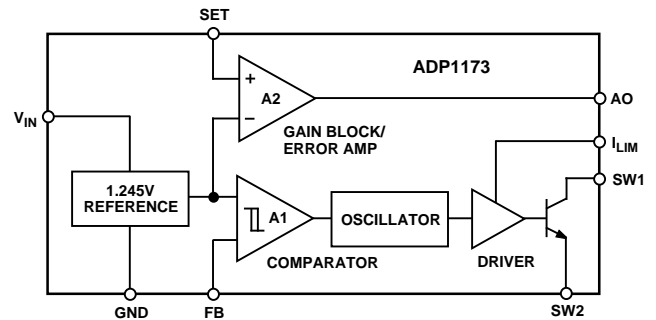 SET
ADP1173
+
A2
−
AO
VIN
GAIN BLOCK/
ERROR AMP
ILIM
SW1
1.245V
REFERENCE
A1
OSCILLATOR
COMPARATOR
DRIVER
GND
FB
SW2